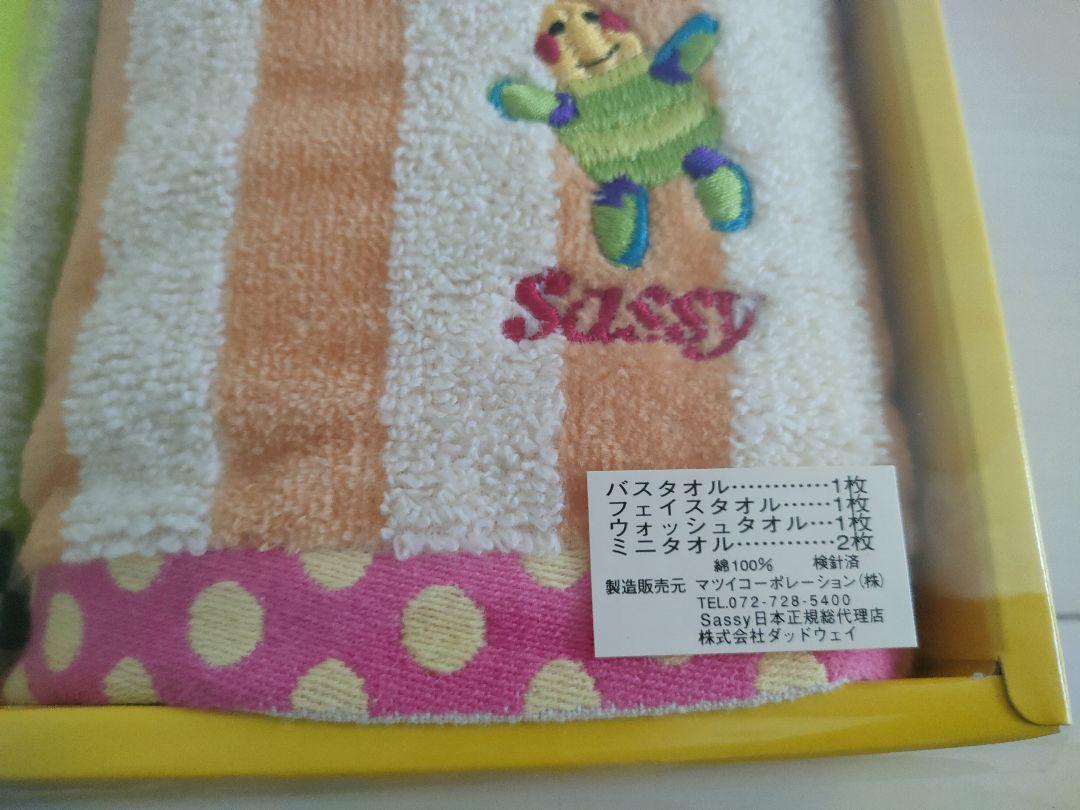 Sassy
バスタオル…………1枚
フェイスタオル……1枚
ウォッシュタオル…1枚
ミニタオル…………2枚
綿100% 検針済
製造販売元 マツイコーポレーション(株)
TEL.072-728-5400
Sassy日本正規総代理店
株式会社ダッドウェイ